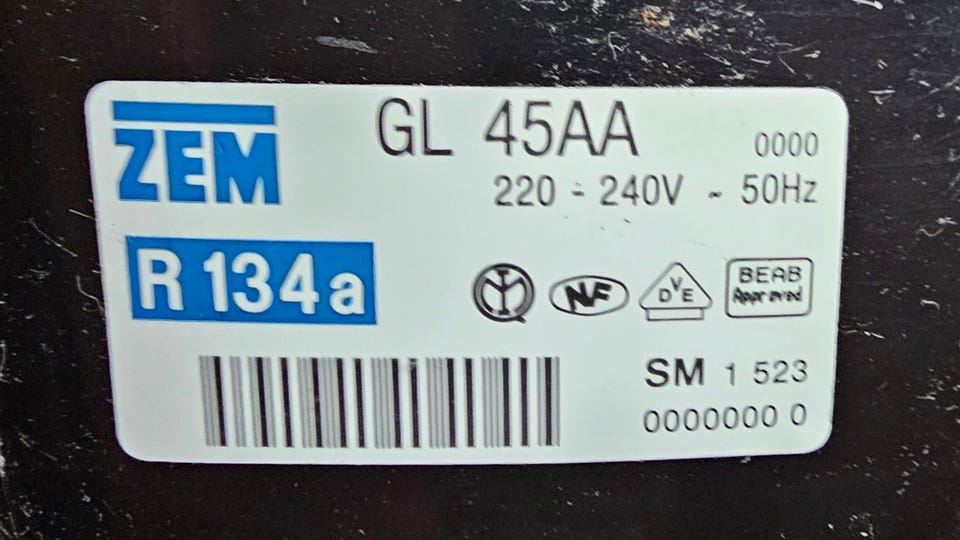 ZEM
GL 45AA
0000
220 - 240V ~ 50Hz
R 134a
NF
DVE
BEAB
Approved
SM 1 523
0000000 0